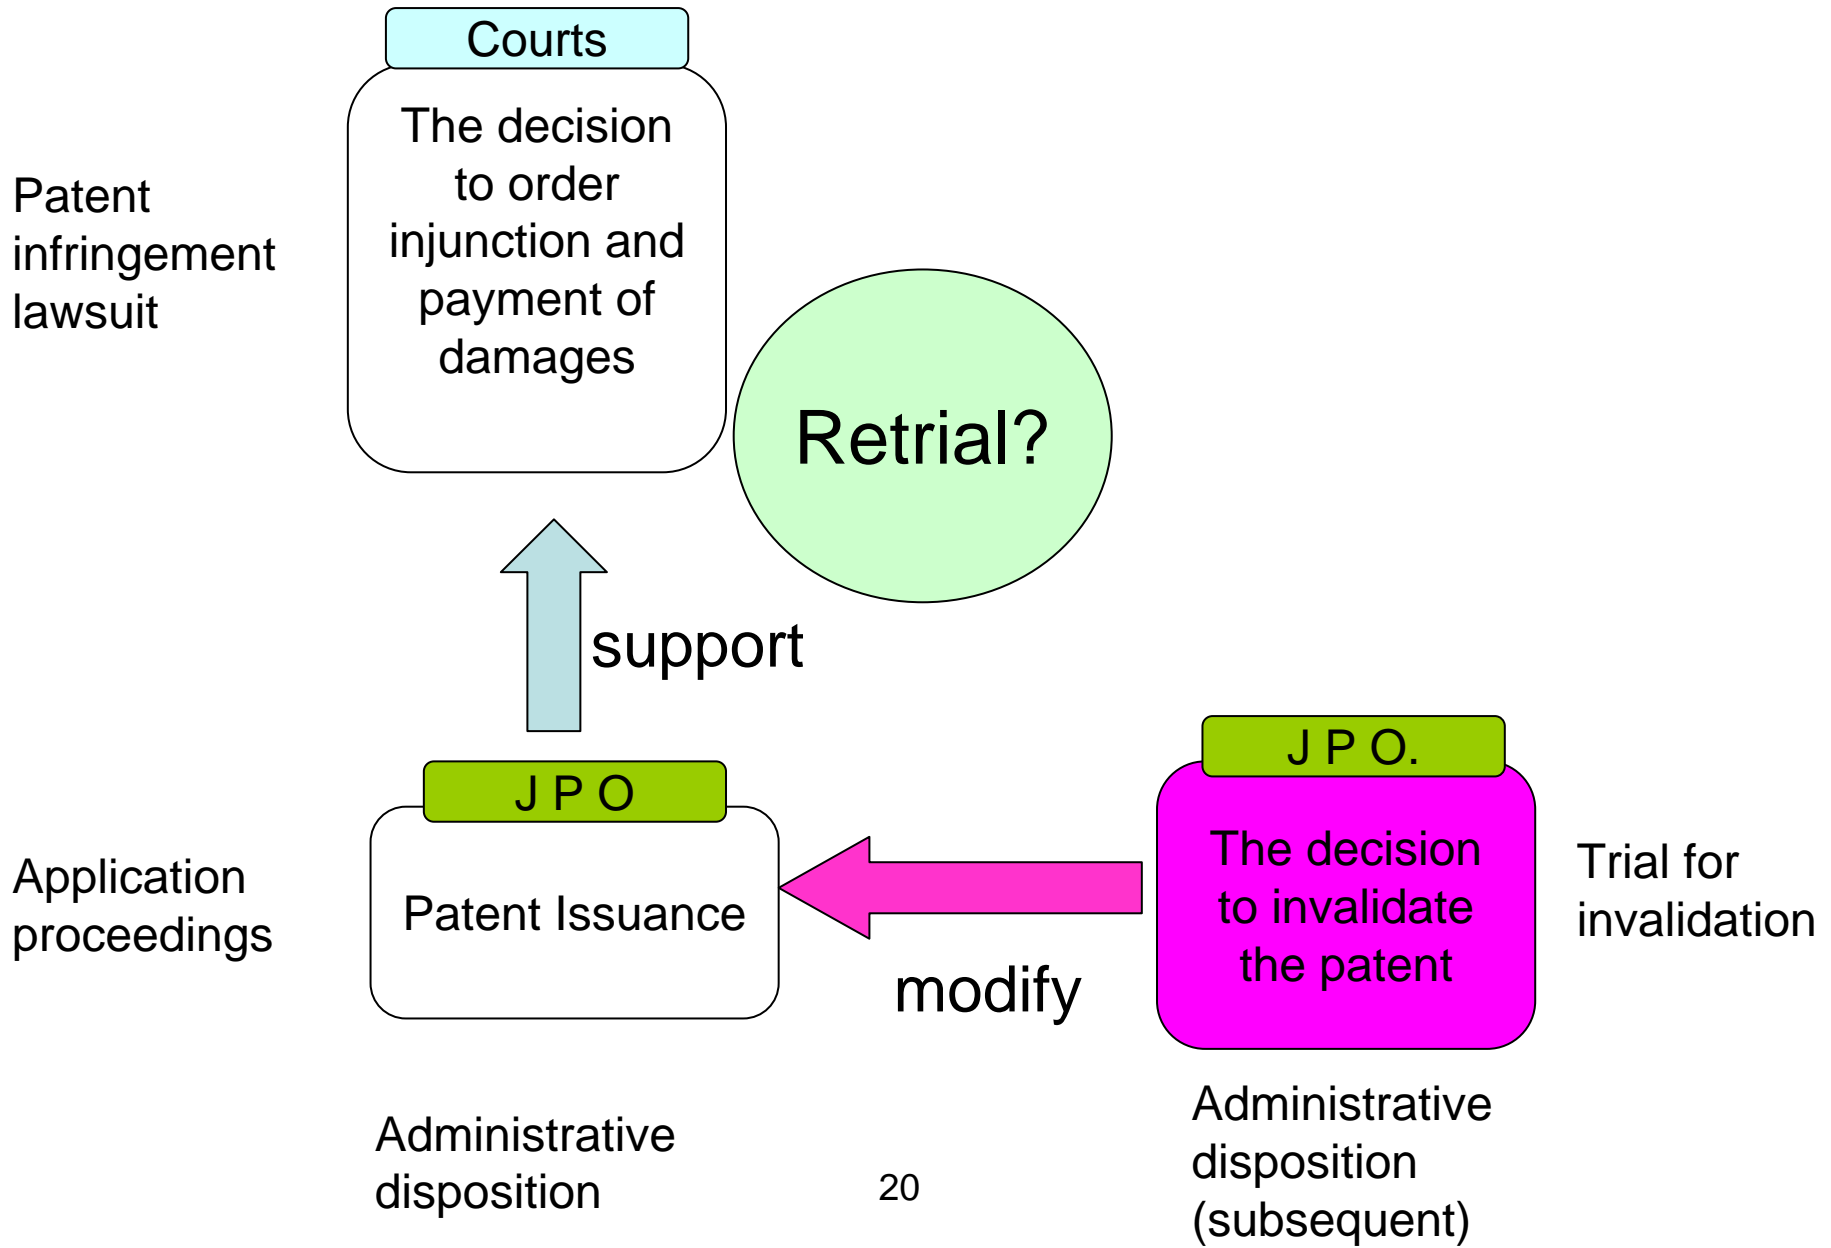 Courts
The decision
to order
injunction and
payment of
damages
Patent
infringement
lawsuit
Retrial?
support
J P O
Patent Issuance
Application
proceedings
modify
J P O.
The decision
to invalidate
the patent
Trial for
invalidation
Administrative
disposition
Administrative
disposition
(subsequent)
20